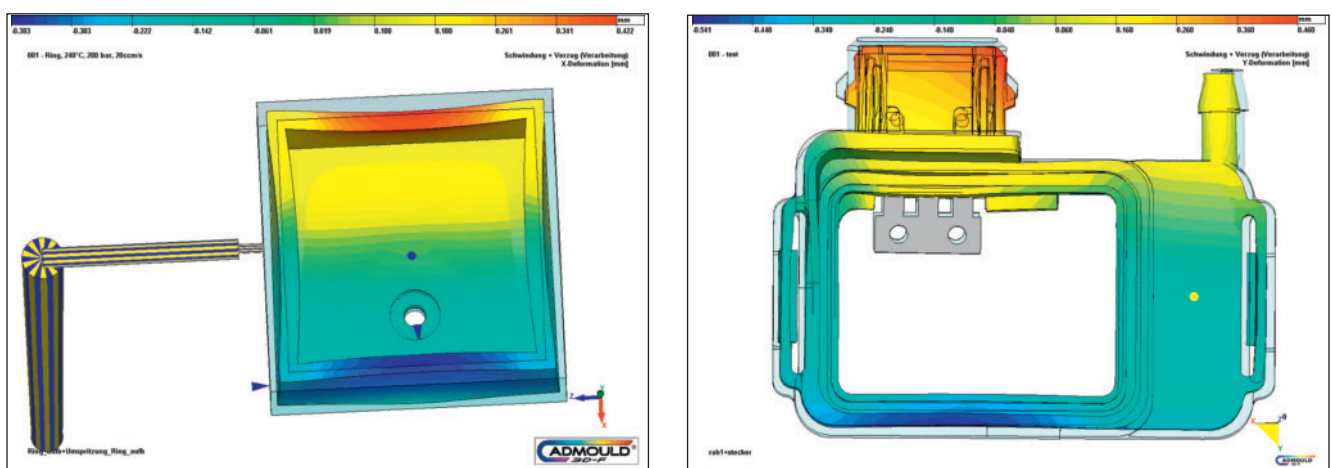 mm
-0.383 -0.383 -0.222 -0.142 -0.061 0.019 0.100 0.180 0.261 0.341 0.422
001 - Ring, 240°C, 200 bar, 20ccm/s
Schwindung + Verzug (Verarbeitung)
X-Deformation [mm]
Z
Y
X
CADMOULD®
3D-F
mm
-0.541 -0.440 -0.340 -0.240 -0.140 -0.040 0.060 0.160 0.260 0.360 0.460
001 - test
Schwindung + Verzug (Verarbeitung)
Y-Deformation [mm]
X
Y
rab1+stecker
CADMOULD
3D-F